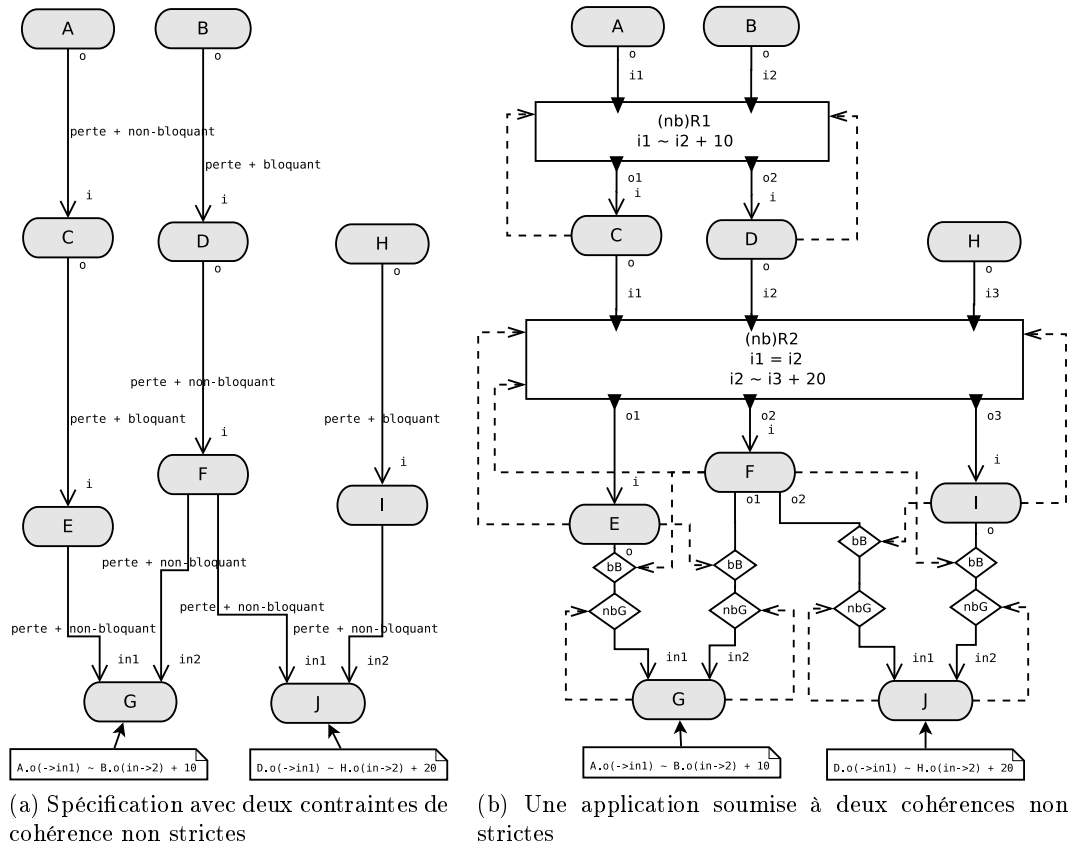 A
B
o
o
perte + non-bloquant
perte + bloquant
i
i
C
D
H
o
o
o
perte + non-bloquant
perte + bloquant
perte + bloquant
i
i
i
F
I
E
perte + non-bloquant
perte + non-bloquant
perte + non-bloquant
perte + non-bloquant
in1
in2
in1
in2
G
J
A.o(->in1) ~ B.o(in->2) + 10
D.o(->in1) ~ H.o(in->2) + 20
(a) Spécification avec deux contraintes de
cohérence non strictes
A
B
o
o
i1
i2
(nb)R1
i1 ~ i2 + 10
o1
o2
i
i
C
D
H
o
o
o
i1
i2
i3
(nb)R2
i1 = i2
i2 ~ i3 + 20
o1
o2
o3
i
i
i
F
I
E
o1
o2
o
o
bB
bB
bB
bB
nbG
nbG
nbG
nbG
in1
in2
in1
in2
G
J
A.o(->in1) ~ B.o(in->2) + 10
D.o(->in1) ~ H.o(in->2) + 20
(b) Une application soumise à deux cohérences non
strictes